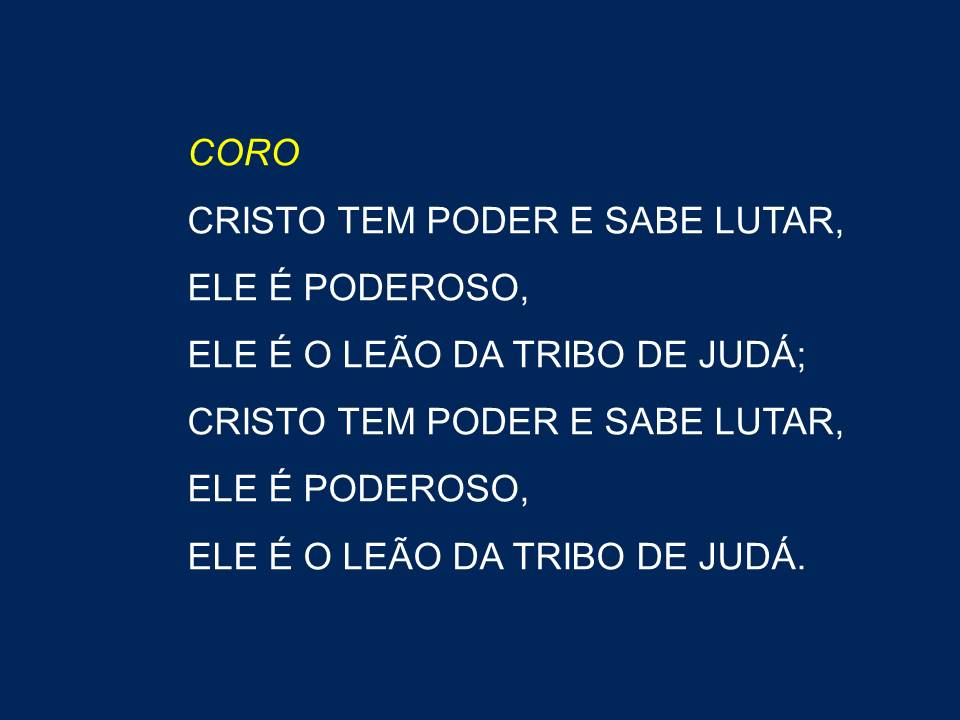 CORO
CRISTO TEM PODER E SABE LUTAR,
ELE É PODEROSO,
ELE É O LEÃO DA TRIBO DE JUDÁ;
CRISTO TEM PODER E SABE LUTAR,
ELE É PODEROSO,
ELE É O LEÃO DA TRIBO DE JUDÁ.